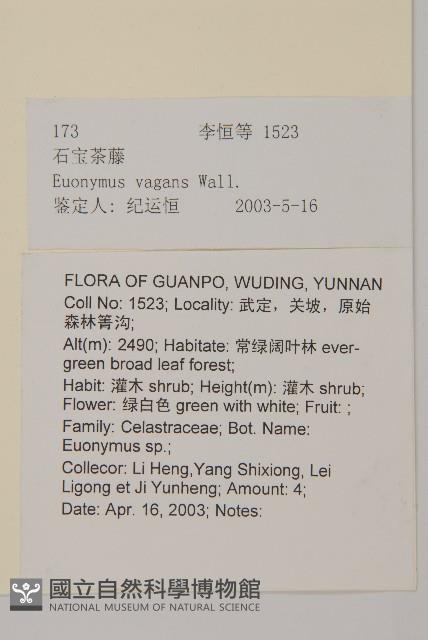 173 李恒等 1523
石宝茶藤
Euonymus vagans Wall.
鉴定人: 纪运恒 2003-5-16
FLORA OF GUANPO, WUDING, YUNNAN
Coll No: 1523; Locality: 武定，关坡，原始
森林箐沟;
Alt(m): 2490; Habitate: 常绿阔叶林 ever-
green broad leaf forest;
Habit: 灌木 shrub; Height(m): 灌木 shrub;
Flower: 绿白色 green with white; Fruit: ;
Family: Celastraceae; Bot. Name:
Euonymus sp.;
Collecor: Li Heng,Yang Shixiong, Lei
Ligong et Ji Yunheng; Amount: 4;
Date: Apr. 16, 2003; Notes:
國立自然科學博物館
NATIONAL MUSEUM OF NATURAL SCIENCE